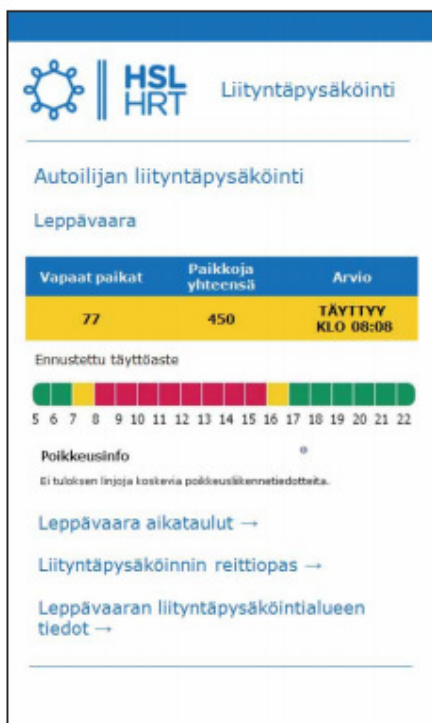 HSL
HRT
Liityntäpysäköinti
Autoilijan liityntäpysäköinti
Leppävaara
Vapaat paikat Paikkoja yhteensä Arvio
77 450 TÄYTTYY KLO 08:08
Ennustettu täyttöaste
5 6 7 8 9 10 11 12 13 14 15 16 17 18 19 20 21 22
Poikkeusinfo
Ei tuloksen linjoja koskevia poikkeusliikennetiedotteita.
Leppävaara aikataulut →
Liityntäpysäköinnin reittiopas →
Leppävaaran liityntäpysäköintialueen
tiedot →